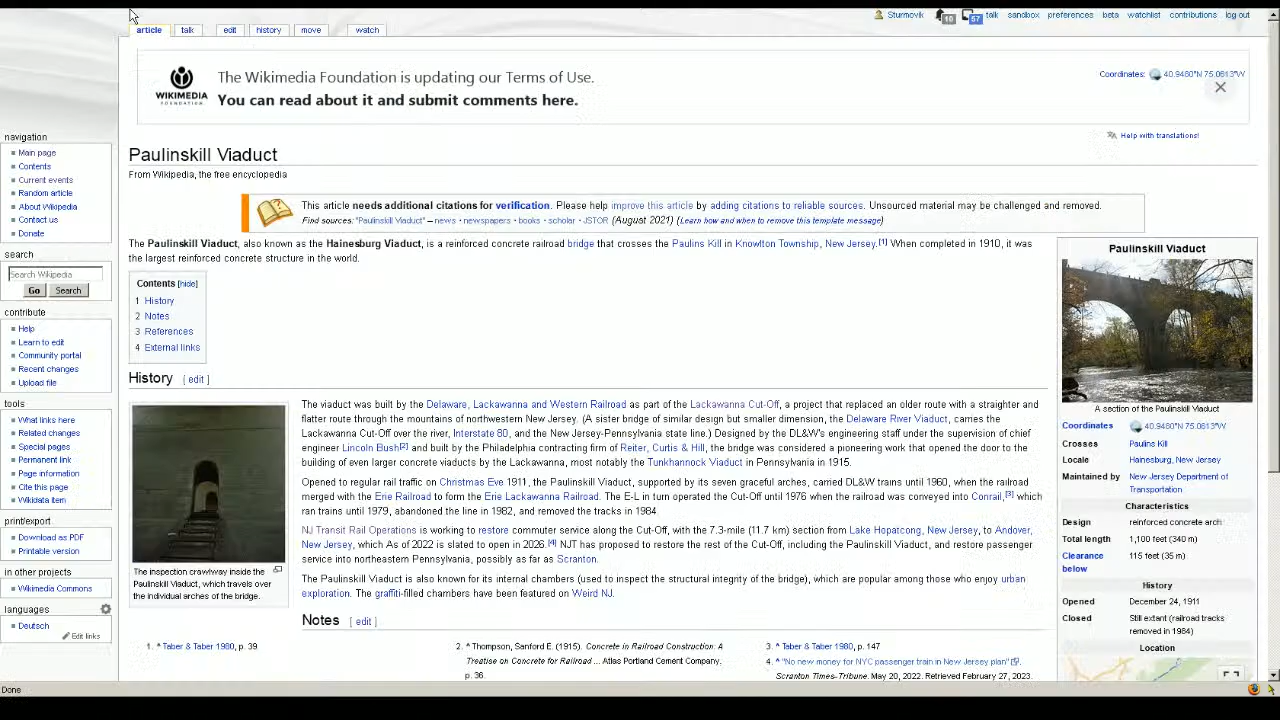 article talk edit history move watch
Sturmovik 10 57 talk sandbox preferences beta watchlist contributions log out
The Wikimedia Foundation is updating our Terms of Use.
You can read about it and submit comments here.
WIKIMEDIA
FOUNDATION
Coordinates: 40.9460°N 75.0613°W
Help with translations!
navigation
Main page
Contents
Current events
Random article
About Wikipedia
Contact us
Donate
search
Search Wikipedia
Go Search
contribute
Help
Learn to edit
Community portal
Recent changes
Upload file
tools
What links here
Related changes
Special pages
Permanent link
Page information
Cite this page
Wikidata item
print/export
Download as PDF
Printable version
in other projects
Wikimedia Commons
languages
Deutsch
Edit links
Paulinskill Viaduct
From Wikipedia, the free encyclopedia
This article needs additional citations for verification. Please help improve this article by adding citations to reliable sources. Unsourced material may be challenged and removed.
Find sources: "Paulinskill Viaduct" – news · newspapers · books · scholar · JSTOR (August 2021) (Learn how and when to remove this template message)
The Paulinskill Viaduct, also known as the Hainesburg Viaduct, is a reinforced concrete railroad bridge that crosses the Paulins Kill in Knowlton Township, New Jersey.[1] When completed in 1910, it was
the largest reinforced concrete structure in the world.
Contents [hide]
1 History
2 Notes
3 References
4 External links
History [ edit ]
The inspection crawlway inside the
Paulinskill Viaduct, which travels over
the individual arches of the bridge.
The viaduct was built by the Delaware, Lackawanna and Western Railroad as part of the Lackawanna Cut-Off, a project that replaced an older route with a straighter and
flatter route through the mountains of northwestern New Jersey. (A sister bridge of similar design but smaller dimension, the Delaware River Viaduct, carries the
Lackawanna Cut-Off over the river, Interstate 80, and the New Jersey-Pennsylvania state line.) Designed by the DL&W's engineering staff under the supervision of chief
engineer Lincoln Bush[2] and built by the Philadelphia contracting firm of Reiter, Curtis & Hill, the bridge was considered a pioneering work that opened the door to the
building of even larger concrete viaducts by the Lackawanna, most notably the Tunkhannock Viaduct in Pennsylvania in 1915.
Opened to regular rail traffic on Christmas Eve 1911, the Paulinskill Viaduct, supported by its seven graceful arches, carried DL&W trains until 1960, when the railroad
merged with the Erie Railroad to form the Erie Lackawanna Railroad. The E-L in turn operated the Cut-Off until 1976 when the railroad was conveyed into Conrail,[3] which
ran trains until 1979, abandoned the line in 1982, and removed the tracks in 1984.
NJ Transit Rail Operations is working to restore commuter service along the Cut-Off, with the 7.3-mile (11.7 km) section from Lake Hopatcong, New Jersey, to Andover,
New Jersey, which As of 2022 is slated to open in 2026.[4] NJT has proposed to restore the rest of the Cut-Off, including the Paulinskill Viaduct, and restore passenger
service into northeastern Pennsylvania, possibly as far as Scranton.
The Paulinskill Viaduct is also known for its internal chambers (used to inspect the structural integrity of the bridge), which are popular among those who enjoy urban
exploration. The graffiti-filled chambers have been featured on Weird NJ.
Notes [ edit ]
1. ^ Taber & Taber 1980, p. 39
2. ^ Thompson, Sanford E. (1915). Concrete in Railroad Construction: A
Treatise on Concrete for Railroad ... Atlas Portland Cement Company.
p. 36.
3. ^ Taber & Taber 1980, p. 147
4. ^ "No new money for NYC passenger train in New Jersey plan".
Scranton Times-Tribune. May 20, 2022. Retrieved February 27, 2023.
Paulinskill Viaduct
A section of the Paulinskill Viaduct
Coordinates 40.9460°N 75.0613°W
Crosses Paulins Kill
Locale Hainesburg, New Jersey
Maintained by New Jersey Department of
Transportation
Characteristics
Design reinforced concrete arch
Total length 1,100 feet (340 m)
Clearance 115 feet (35 m)
below
History
Opened December 24, 1911
Closed Still extant (railroad tracks
removed in 1984)
Location
Done